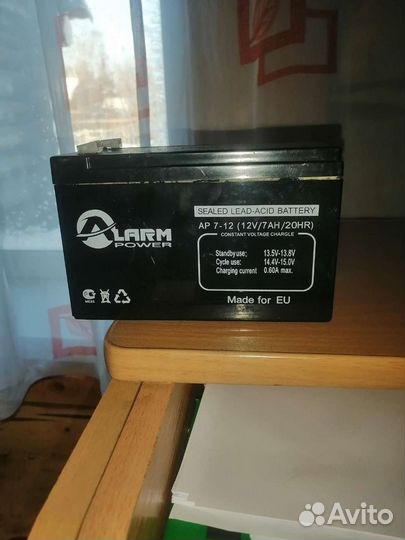 SEALED LEAD-ACID BATTERY
AP 7-12 (12V/7AH/20HR)
CONSTANT VOLTAGE CHARGE
ALARM
POWER
Standby use; 13.5V-13.8V
Cycle use: 14.4V-15.0V
Charging current 0.60A max.
Made for EU
Avito